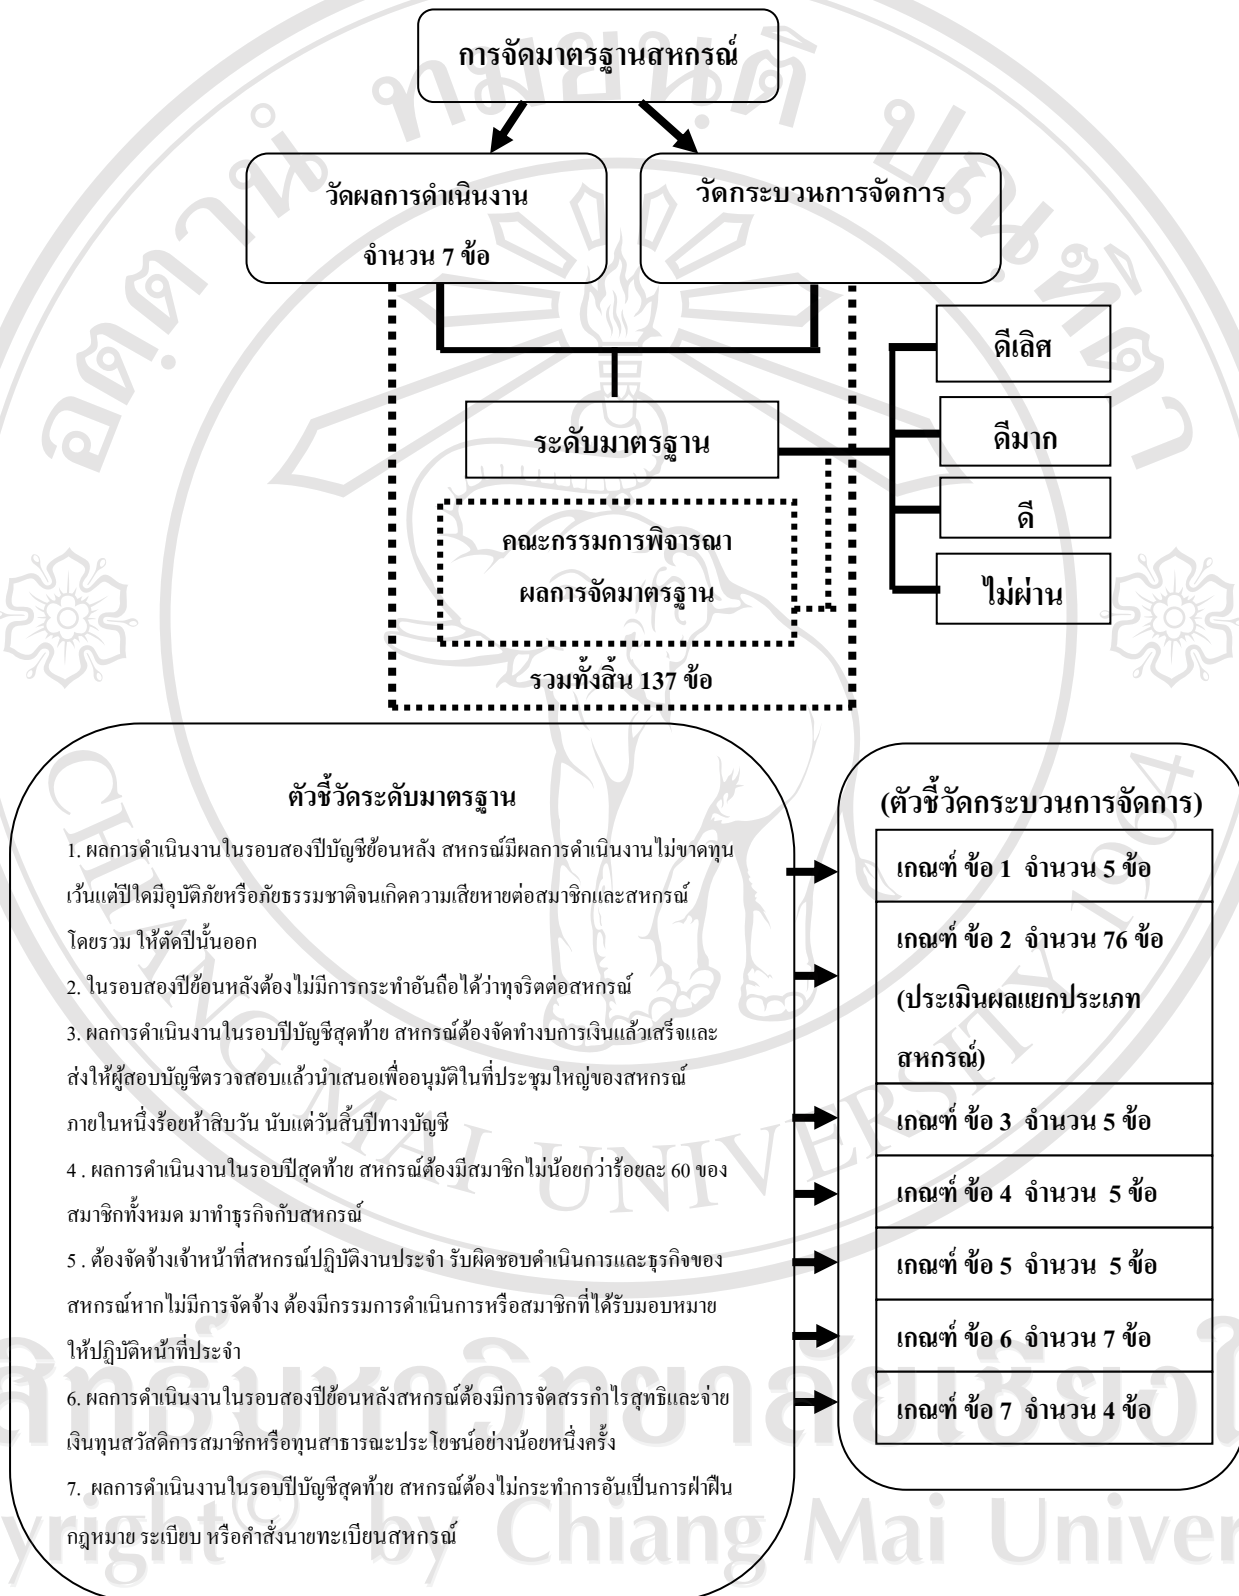 การจัดมาตรฐานสหกรณ์
วัดผลการดำเนินงาน
จำนวน 7 ข้อ
วัดกระบวนการจัดการ
ระดับมาตรฐาน
ดีเลิศ
ดีมาก
ดี
ไม่ผ่าน
คณะกรรมการพิจารณา
ผลการจัดมาตรฐาน
รวมทั้งสิ้น 137 ข้อ
ตัวชี้วัดระดับมาตรฐาน
1. ผลการดำเนินงานในรอบสองปีบัญชีย้อนหลัง สหกรณ์มีผลการดำเนินงานไม่ขาดทุน
เว้นแต่ปีใดมีอุบัติภัยหรือภัยธรรมชาติจนเกิดความเสียหายต่อสมาชิกและสหกรณ์
โดยรวม ให้ตัดปีนั้นออก
2. ในรอบสองปีย้อนหลังต้องไม่มีการกระทำอันถือได้ว่าทุจริตต่อสหกรณ์
3. ผลการดำเนินงานในรอบปีบัญชีสุดท้าย สหกรณ์ต้องจัดทำงบการเงินแล้วเสร็จและ
ส่งให้ผู้สอบบัญชีตรวจสอบแล้วนำเสนอเพื่ออนุมัติในที่ประชุมใหญ่ของสหกรณ์
ภายในหนึ่งร้อยห้าสิบวัน นับแต่วันสิ้นปีทางบัญชี
4 . ผลการดำเนินงานในรอบปีสุดท้าย สหกรณ์ต้องมีสมาชิกไม่น้อยกว่าร้อยละ 60 ของ
สมาชิกทั้งหมด มาทำธุรกิจกับสหกรณ์
5 . ต้องจัดจ้างเจ้าหน้าที่สหกรณ์ปฏิบัติงานประจำ รับผิดชอบดำเนินการและธุรกิจของ
สหกรณ์หากไม่มีการจัดจ้าง ต้องมีกรรมการดำเนินการหรือสมาชิกที่ได้รับมอบหมาย
ให้ปฏิบัติหน้าที่ประจำ
6. ผลการดำเนินงานในรอบสองปีย้อนหลังสหกรณ์ต้องมีการจัดสรรกำไรสุทธิและจ่าย
เงินทุนสวัสดิการสมาชิกหรือทุนสาธารณะประโยชน์อย่างน้อยหนึ่งครั้ง
7.  ผลการดำเนินงานในรอบปีบัญชีสุดท้าย สหกรณ์ต้องไม่กระทำการอันเป็นการฝ่าฝืน
กฎหมาย ระเบียบ หรือคำสั่งนายทะเบียนสหกรณ์
(ตัวชี้วัดกระบวนการจัดการ)
เกณฑ์ ข้อ 1  จำนวน 5 ข้อ
เกณฑ์ ข้อ 2  จำนวน 76 ข้อ
(ประเมินผลแยกประเภท
สหกรณ์)
เกณฑ์ ข้อ 3  จำนวน 5 ข้อ
เกณฑ์ ข้อ 4  จำนวน  5 ข้อ
เกณฑ์ ข้อ 5  จำนวน  5 ข้อ
เกณฑ์ ข้อ 6  จำนวน 7 ข้อ
เกณฑ์ ข้อ 7  จำนวน 4 ข้อ
CHIANG MAI UNIVERSITY 1964
by Chiang Mai